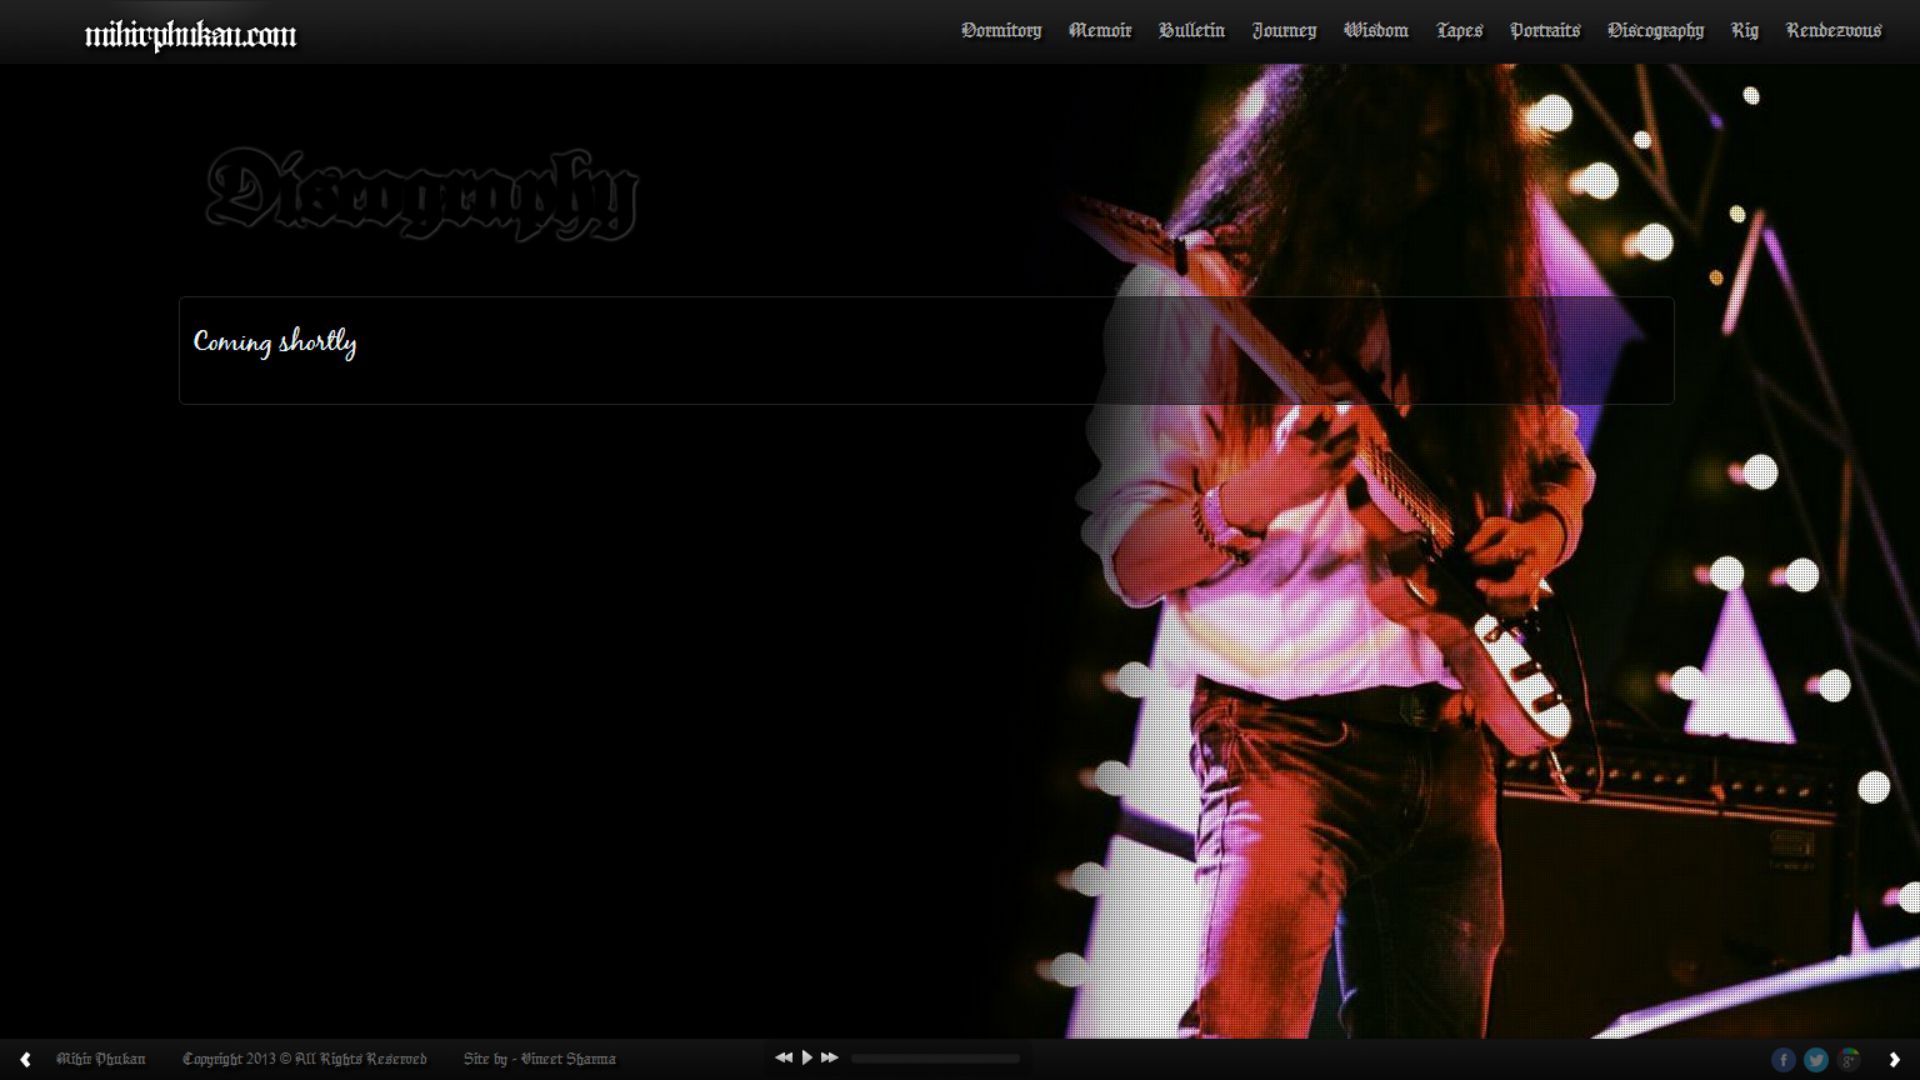 mihirphukan.com
Dormitory Memoir Bulletin Journey Wisdom Tapes Portraits Discography Rig Rendezvous
Discography
Coming shortly
Mihir Phukan Copyright 2013 © All Rights Reserved Site by - Vineet Sharma